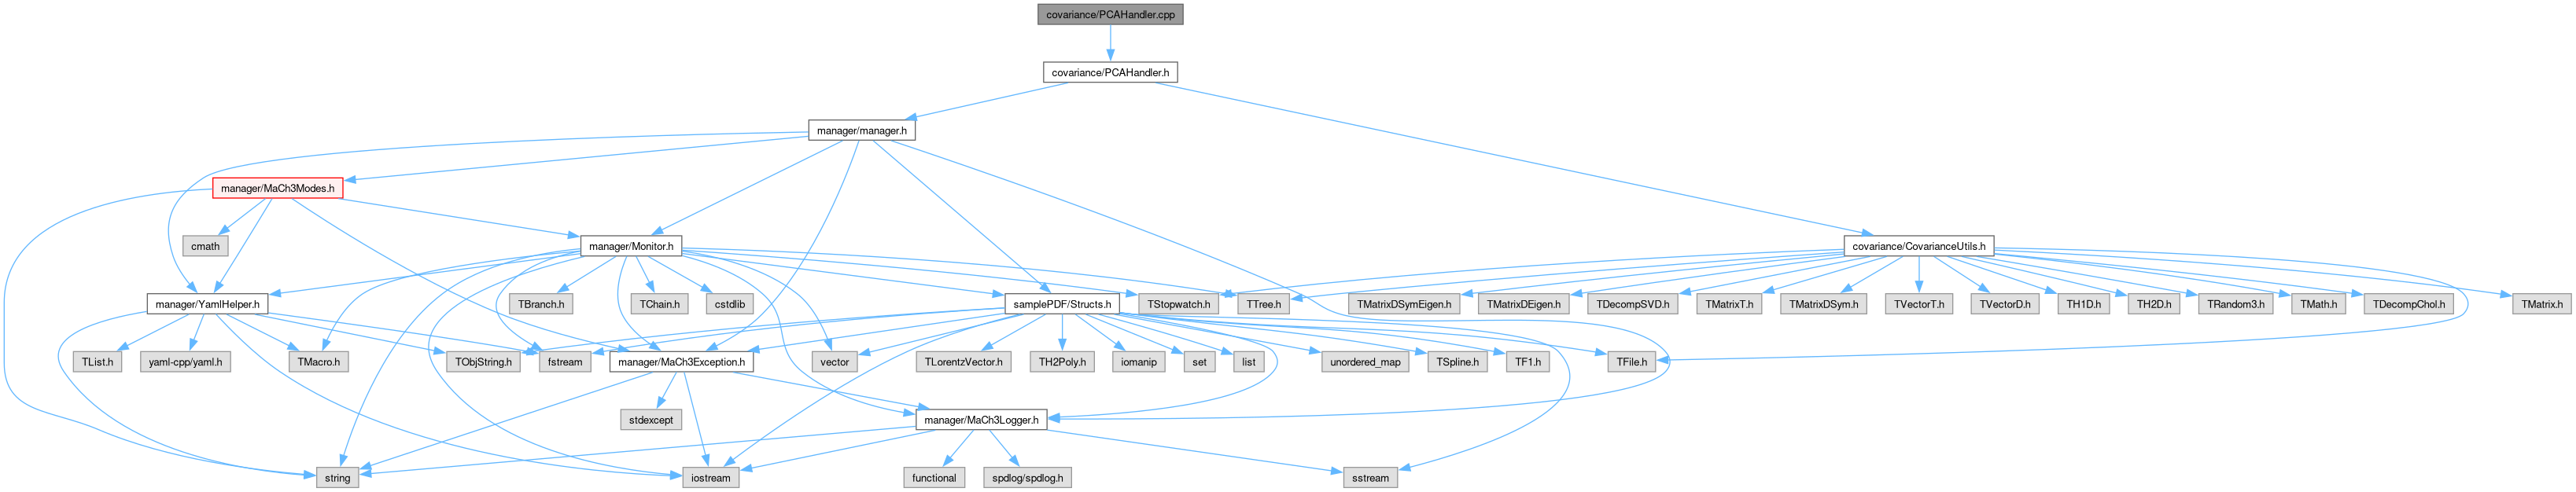 covariance/PCAHandler.cpp
covariance/PCAHandler.h
manager/manager.h
manager/MaCh3Modes.h
cmath
manager/Monitor.h
covariance/CovarianceUtils.h
manager/YamlHelper.h
TBranch.h
TChain.h
cstdlib
samplePDF/Structs.h
TStopwatch.h
TTree.h
TMatrixDSymEigen.h
TMatrixDEigen.h
TDecompSVD.h
TMatrixT.h
TMatrixDSym.h
TVectorT.h
TVectorD.h
TH1D.h
TH2D.h
TRandom3.h
TMath.h
TDecompChol.h
TMatrix.h
TList.h
yaml-cpp/yaml.h
TMacro.h
TObjString.h
fstream
manager/MaCh3Exception.h
vector
TLorentzVector.h
TH2Poly.h
iomanip
set
list
unordered_map
TSpline.h
TF1.h
TFile.h
stdexcept
manager/MaCh3Logger.h
string
iostream
functional
spdlog/spdlog.h
sstream